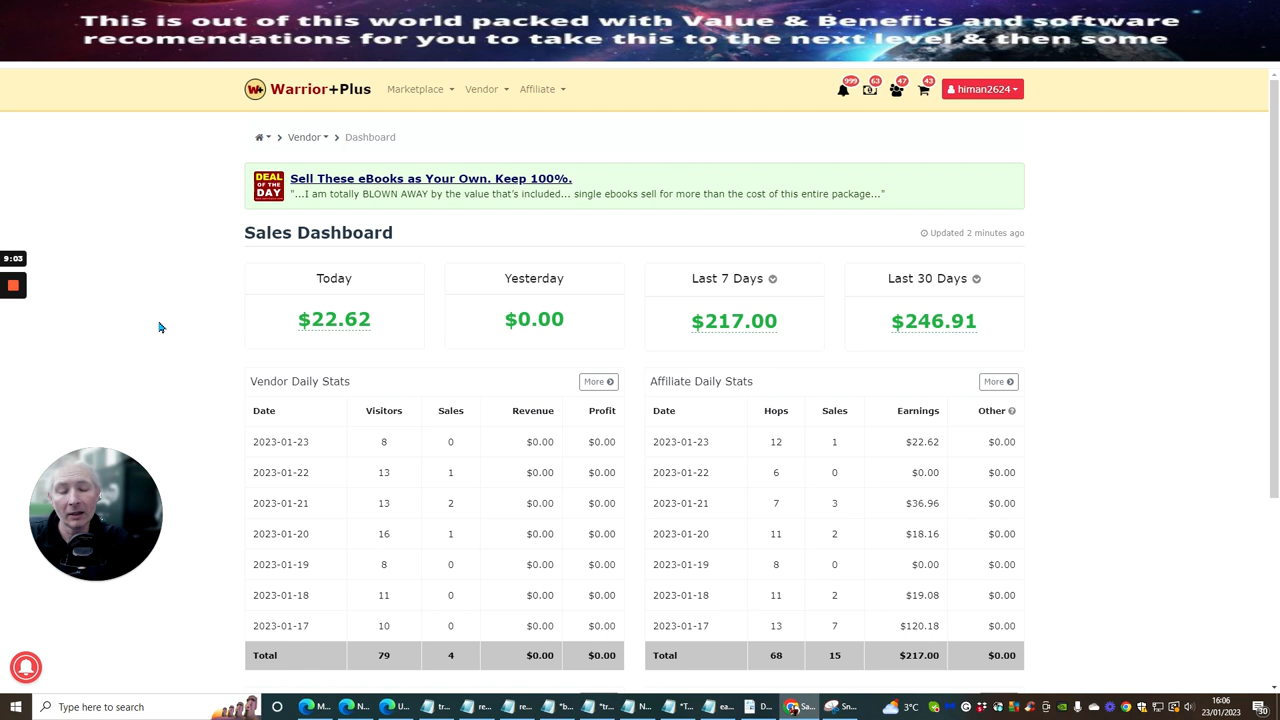 This is out of this world packed with Value & Benefits and software
recomendations for you to take this to the next level & then some
W+ Warrior+Plus Marketplace Vendor Affiliate 999 63 47 43 himan2624
Vendor Dashboard
DEAL OF THE DAY
Sell These eBooks as Your Own. Keep 100%.
"...I am totally BLOWN AWAY by the value that's included... single ebooks sell for more than the cost of this entire package..."
Sales Dashboard Updated 2 minutes ago
9:03
Today Yesterday Last 7 Days Last 30 Days
$22.62 $0.00 $217.00 $246.91
Vendor Daily Stats More
Date Visitors Sales Revenue Profit
2023-01-23 8 0 $0.00 $0.00
2023-01-22 13 1 $0.00 $0.00
2023-01-21 13 2 $0.00 $0.00
2023-01-20 16 1 $0.00 $0.00
2023-01-19 8 0 $0.00 $0.00
2023-01-18 11 0 $0.00 $0.00
2023-01-17 10 0 $0.00 $0.00
Total 79 4 $0.00 $0.00
Affiliate Daily Stats More
Date Hops Sales Earnings Other
2023-01-23 12 1 $22.62 $0.00
2023-01-22 6 0 $0.00 $0.00
2023-01-21 7 3 $36.96 $0.00
2023-01-20 11 2 $18.16 $0.00
2023-01-19 8 0 $0.00 $0.00
2023-01-18 11 2 $19.08 $0.00
2023-01-17 13 7 $120.18 $0.00
Total 68 15 $217.00 $0.00
Type here to search M... N... U... tr... re... re... "b... *tr... N... *T... ea... D... Sa... Sn... 3°C 16:06
23/01/2023